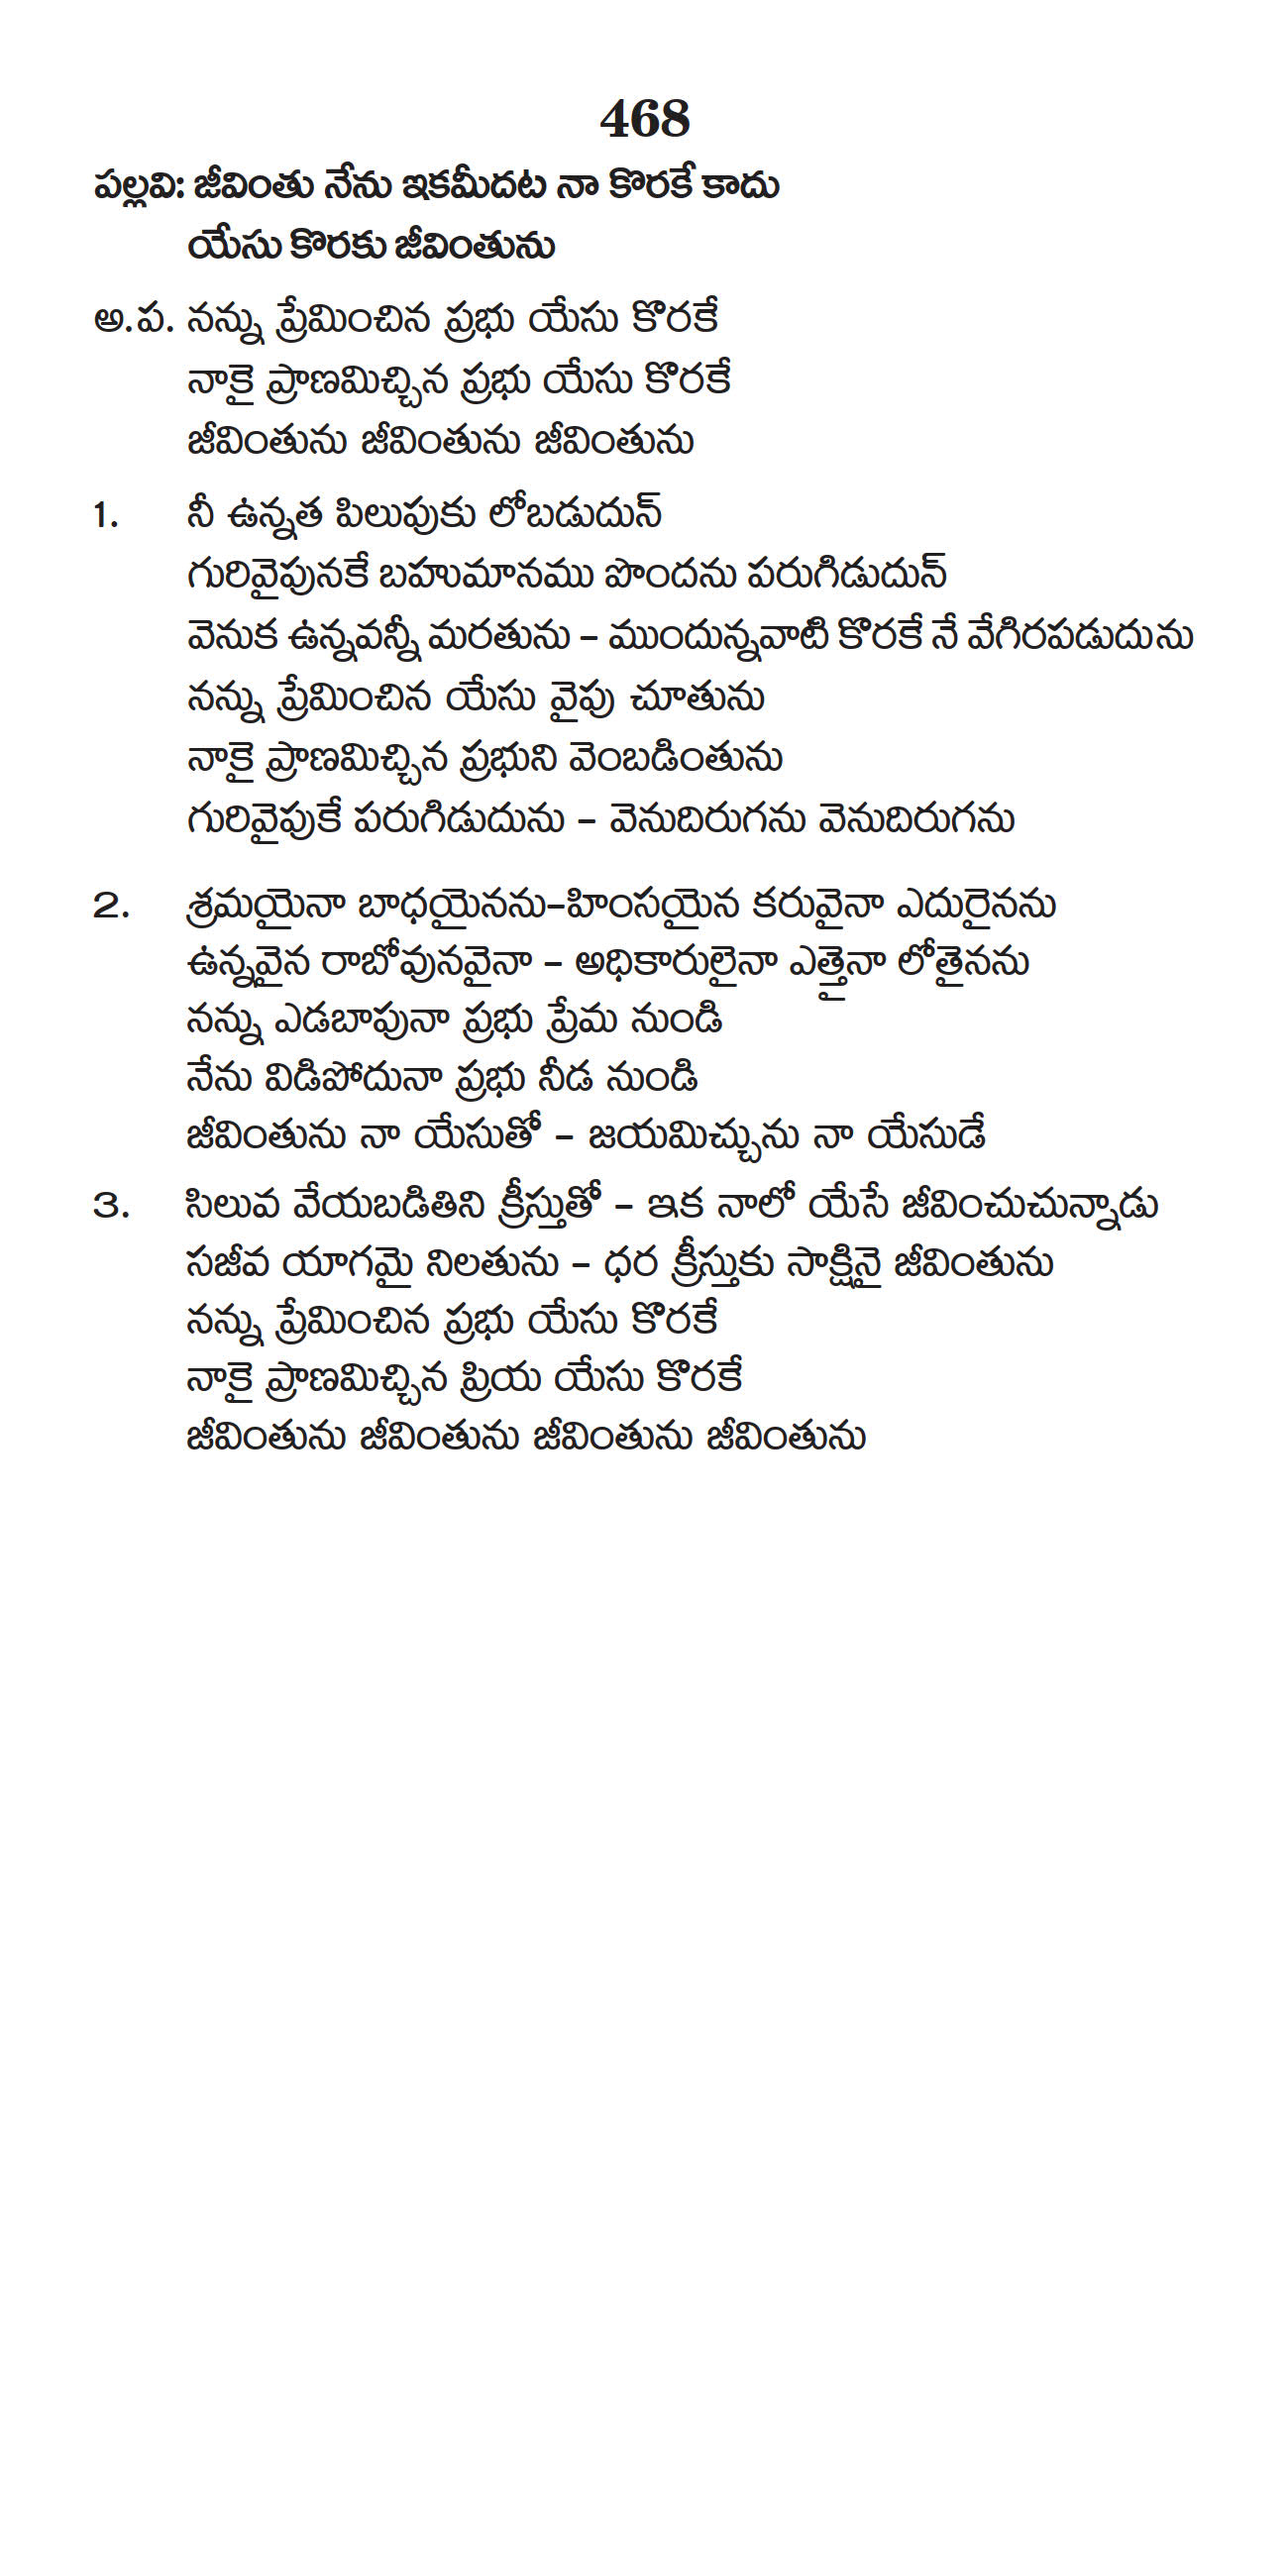 468
పల్లవి: జీవింతు నేను ఇకమీదట నా కొరకే కాదు
యేసు కొరకు జీవింతును
అ.ప. నన్ను ప్రేమించిన ప్రభు యేసు కొరకే
నాకై ప్రాణమిచ్చిన ప్రభు యేసు కొరకే
జీవింతును జీవింతును జీవింతును
1. నీ ఉన్నత పిలుపుకు లోబడుదున్
గురివైపునకే బహుమానము పొందను పరుగిడుదున్
వెనుక ఉన్నవన్నీ మరతును – ముందున్నవాటి కొరకే నే వేగిరపడుదును
నన్ను ప్రేమించిన యేసు వైపు చూతును
నాకై ప్రాణమిచ్చిన ప్రభుని వెంబడింతును
గురివైపుకే పరుగిడుదును – వెనుదిరుగను వెనుదిరుగను
2. శ్రమయైనా బాధయైనను–హింసయైన కరువైనా ఎదురైనను
ఉన్నవైన రాబోవునవైనా – అధికారులైనా ఎత్తైనా లోతైనను
నన్ను ఎడబాపునా ప్రభు ప్రేమ నుండి
నేను విడిపోదునా ప్రభు నీడ నుండి
జీవింతును నా యేసుతో – జయమిచ్చును నా యేసుడే
3. సిలువ వేయబడితిని క్రీస్తుతో – ఇక నాలో యేసే జీవించుచున్నాడు
సజీవ యాగమై నిలతును – ధర క్రీస్తుకు సాక్షినై జీవింతును
నన్ను ప్రేమించిన ప్రభు యేసు కొరకే
నాకై ప్రాణమిచ్చిన ప్రియ యేసు కొరకే
జీవింతును జీవింతును జీవింతును జీవింతును